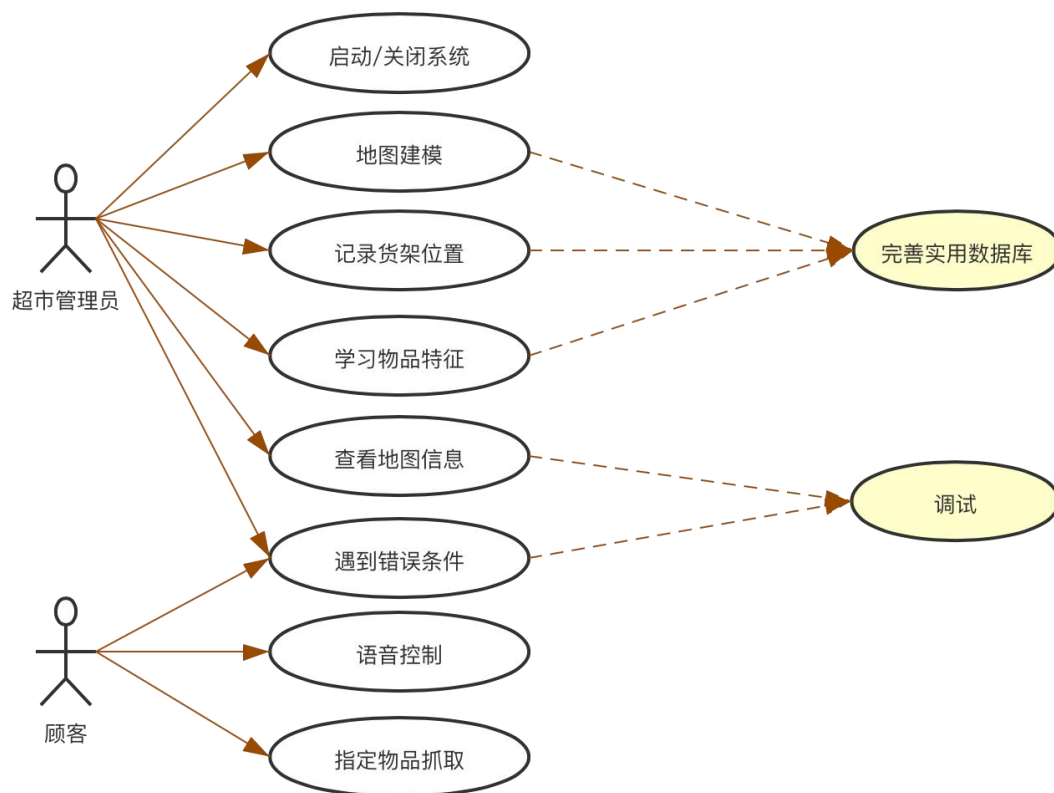 启动/关闭系统
地图建模
记录货架位置
完善实用数据库
超市管理员
学习物品特征
查看地图信息
调试
遇到错误条件
语音控制
顾客
指定物品抓取